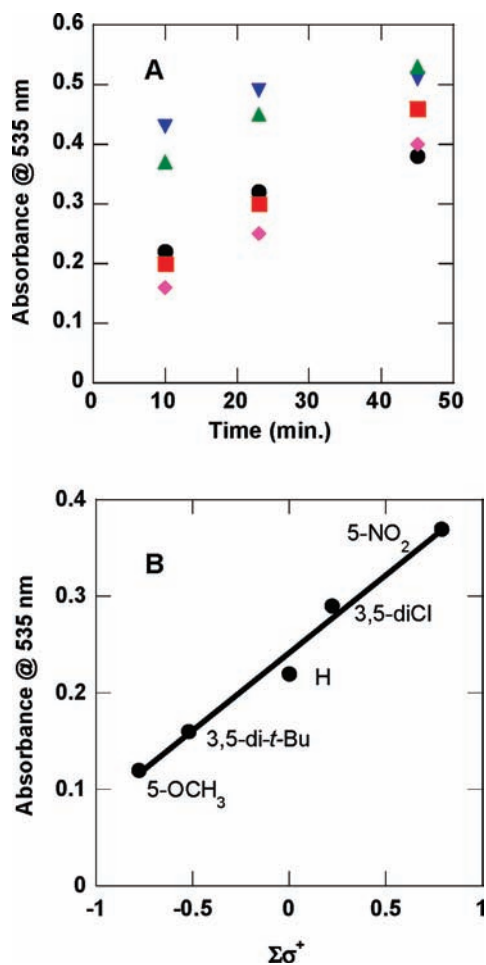 Absorbance @ 535 nm
0.6
0.5
0.4
0.3
0.2
0.1
0
A
0 10 20 30 40 50
Time (min.)
Absorbance @ 535 nm
0.4
0.3
0.2
0.1
0
B
5-NO₂
3,5-diCl
H
3,5-di-t-Bu
5-OCH₃
-1 -0.5 0 0.5 1
Σσ⁺